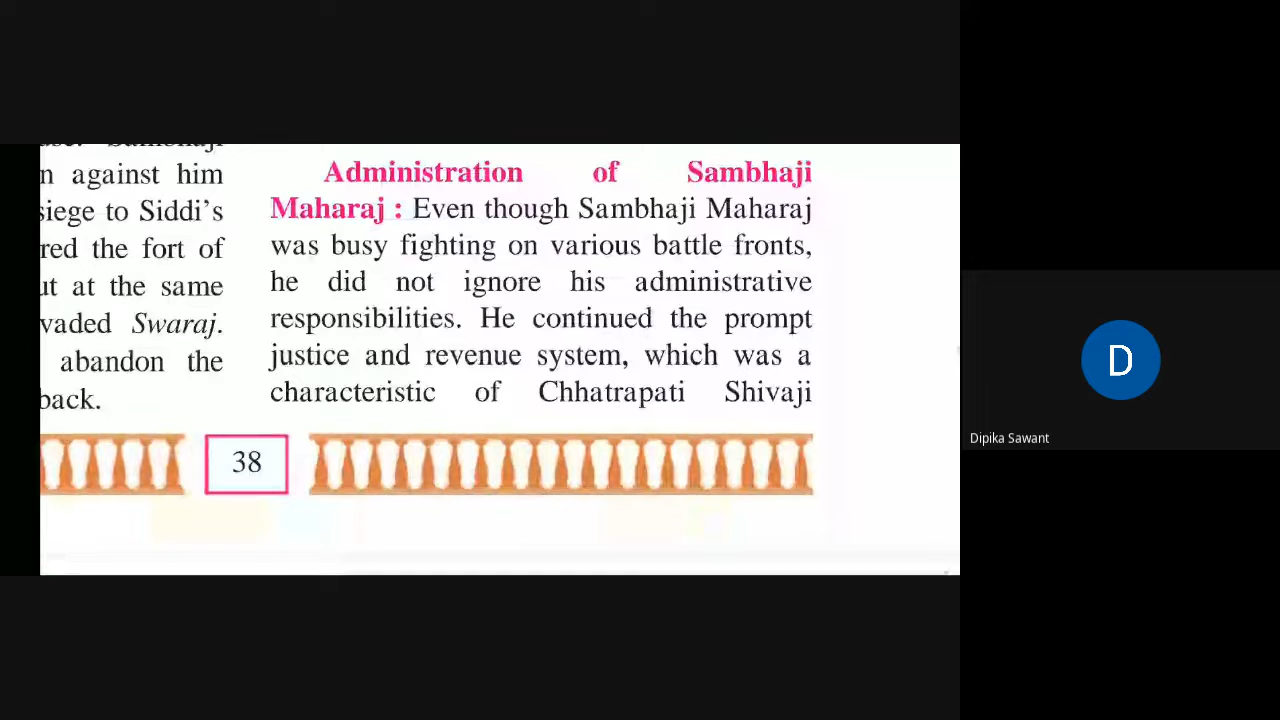 n against him
siege to Siddi's
red the fort of
ut at the same
vaded Swaraj.
abandon the
back.
Administration of Sambhaji
Maharaj : Even though Sambhaji Maharaj
was busy fighting on various battle fronts,
he did not ignore his administrative
responsibilities. He continued the prompt
justice and revenue system, which was a
characteristic of Chhatrapati Shivaji
38
D
Dipika Sawant